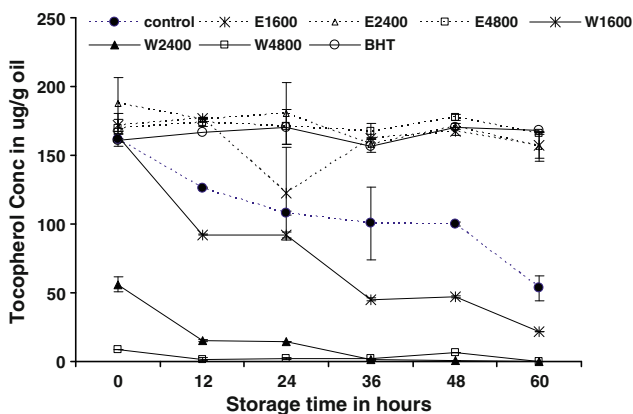 control E1600 E2400 E4800 W1600
W2400 W4800 BHT
Tocopherol Conc in ug/g oil
250
200
150
100
50
0
0 12 24 36 48 60
Storage time in hours